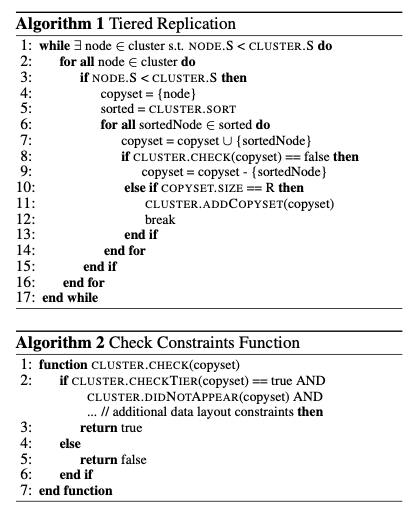 Algorithm 1 Tiered Replication
1: while ∃ node ∈ cluster s.t. NODE.S < CLUSTER.S do
2: for all node ∈ cluster do
3: if NODE.S < CLUSTER.S then
4: copyset = {node}
5: sorted = CLUSTER.SORT
6: for all sortedNode ∈ sorted do
7: copyset = copyset ∪ {sortedNode}
8: if CLUSTER.CHECK(copyset) == false then
9: copyset = copyset - {sortedNode}
10: else if COPYSET.SIZE == R then
11: CLUSTER.ADDCOPYSET(copyset)
12: break
13: end if
14: end for
15: end if
16: end for
17: end while
Algorithm 2 Check Constraints Function
1: function CLUSTER.CHECK(copyset)
2: if CLUSTER.CHECKTIER(copyset) == true AND
CLUSTER.DIDNOTAPPEAR(copyset) AND
... // additional data layout constraints then
3: return true
4: else
5: return false
6: end if
7: end function